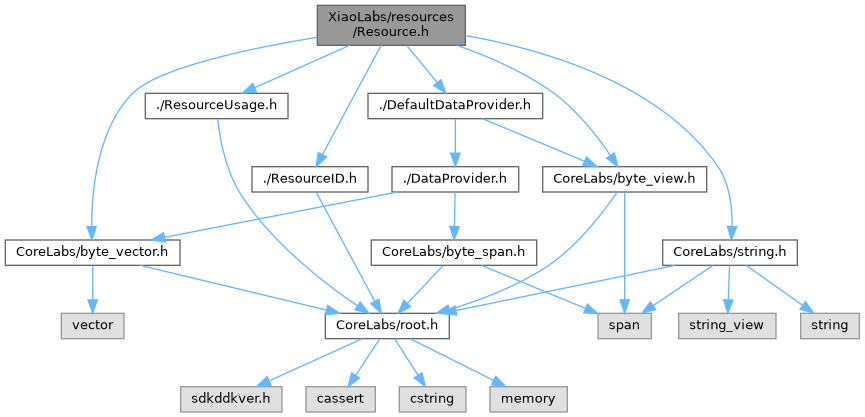 XiaoLabs/resources
/Resource.h
./ResourceUsage.h
./DefaultDataProvider.h
./ResourceID.h
./DataProvider.h
CoreLabs/byte_view.h
CoreLabs/byte_vector.h
CoreLabs/byte_span.h
CoreLabs/string.h
vector
CoreLabs/root.h
span
string_view
string
sdkddkver.h
cassert
cstring
memory